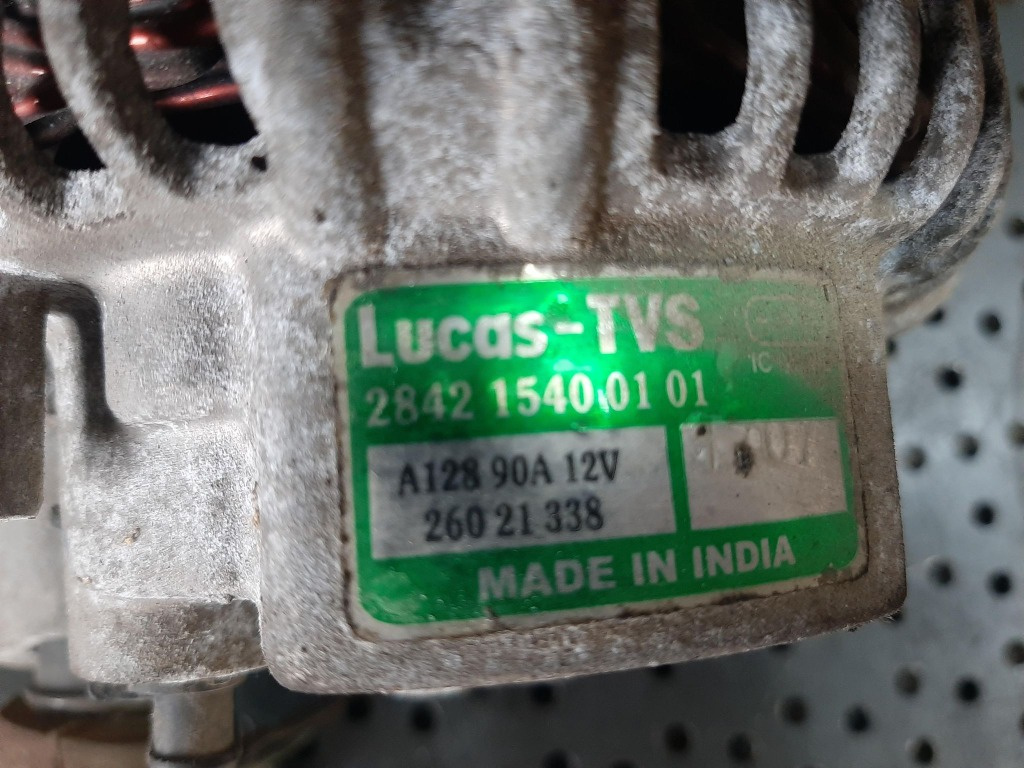 Lucas-TVS
2842 1540 01 01
A128 90A 12V
260 21 338
MADE IN INDIA